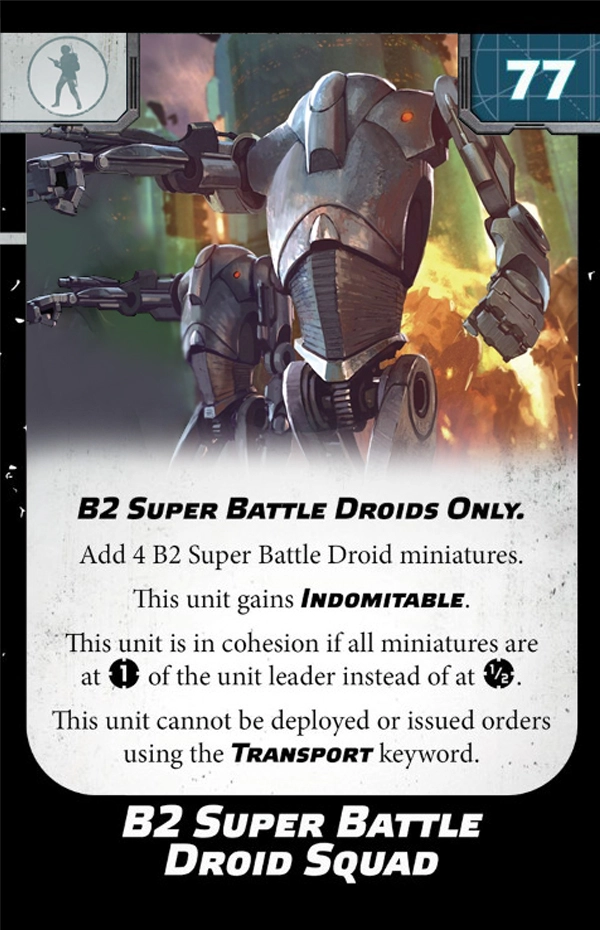 77
B2 Super Battle Droids Only.
Add 4 B2 Super Battle Droid miniatures.
This unit gains Indomitable.
This unit is in cohesion if all miniatures are
at 1 of the unit leader instead of at ½.
This unit cannot be deployed or issued orders
using the Transport keyword.
B2 Super Battle
Droid Squad